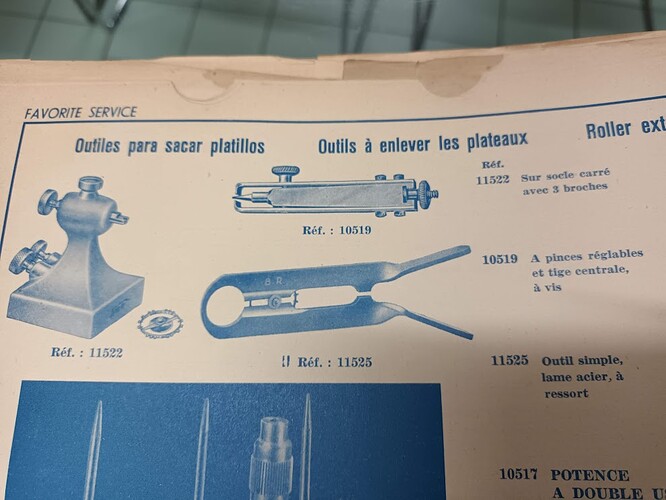 FAVORITE SERVICE
Outiles para sacar platillos
Outils à enlever les plateaux
Roller ext
Réf.
11522 Sur socle carré
avec 3 broches
Réf. : 10519
10519 A pinces réglables
et tige centrale,
à vis
B R
Réf. : 11522
Réf. : 11525
11525 Outil simple,
lame acier, à
ressort
10517 POTENCE
A DOUBLE U